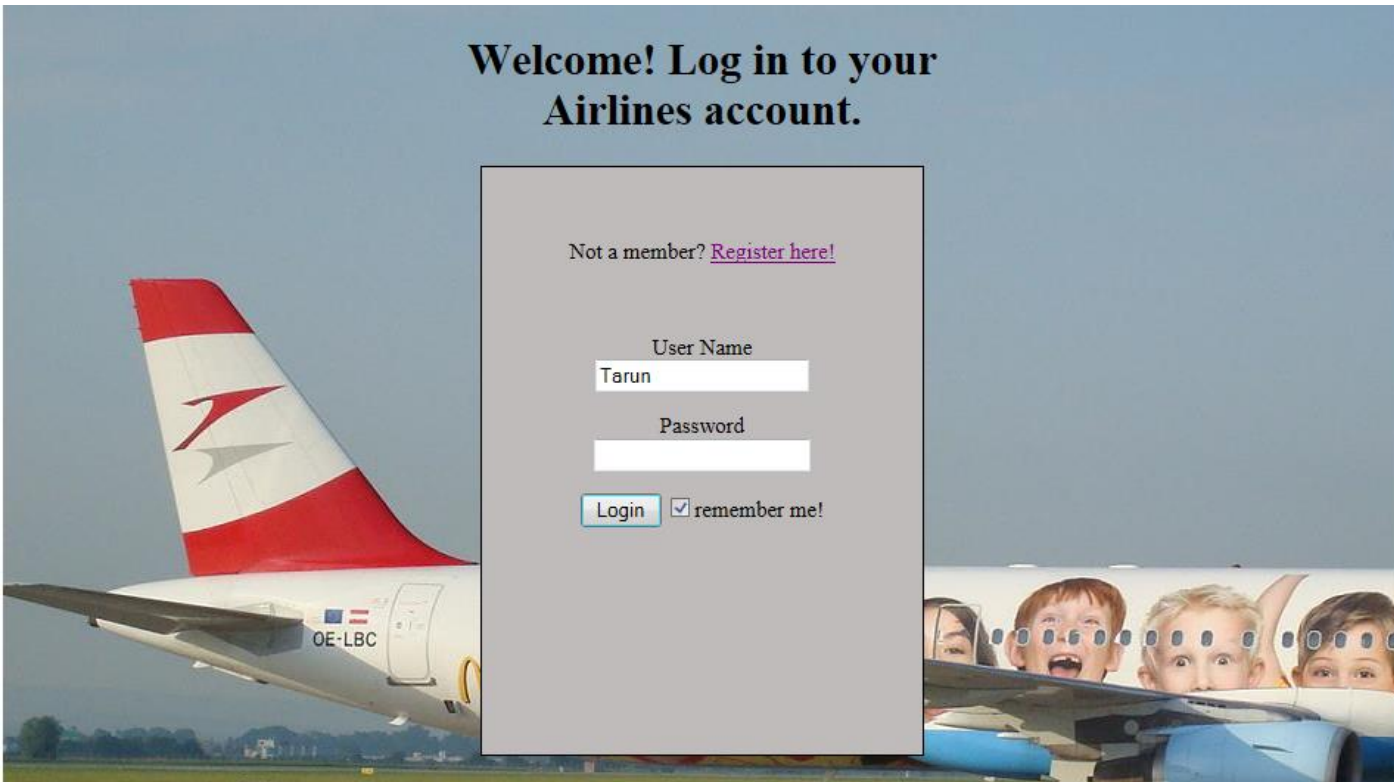 Welcome! Log in to your
Airlines account.
Not a member? Register here!
User Name
Tarun
Password
Login remember me!
OE-LBC